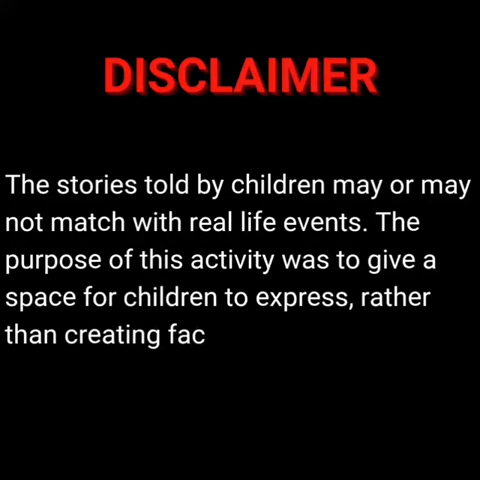 DISCLAIMER
The stories told by children may or may
not match with real life events. The
purpose of this activity was to give a
space for children to express, rather
than creating fac